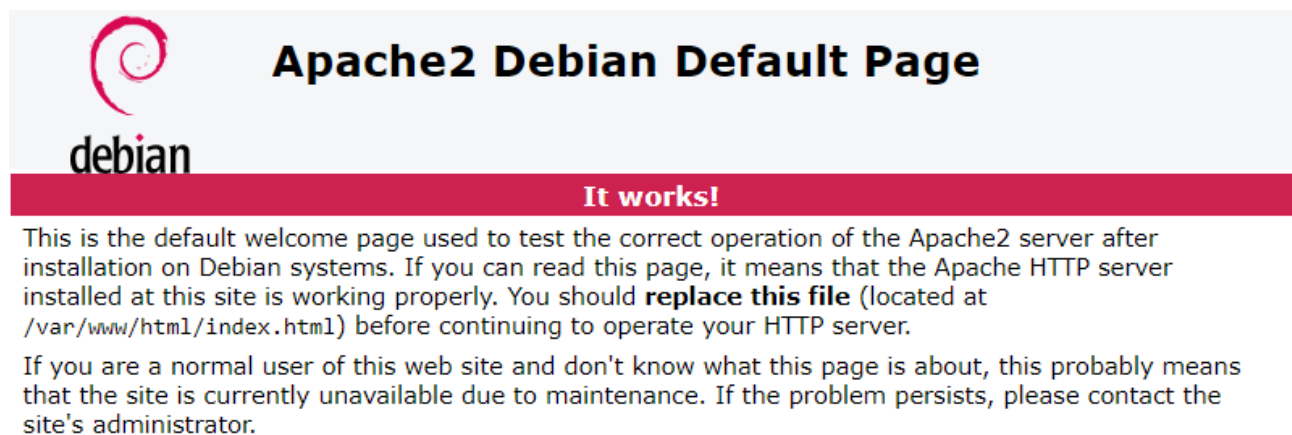 Apache2 Debian Default Page
debian
It works!
This is the default welcome page used to test the correct operation of the Apache2 server after
installation on Debian systems. If you can read this page, it means that the Apache HTTP server
installed at this site is working properly. You should replace this file (located at
/var/www/html/index.html) before continuing to operate your HTTP server.
If you are a normal user of this web site and don't know what this page is about, this probably means
that the site is currently unavailable due to maintenance. If the problem persists, please contact the
site's administrator.